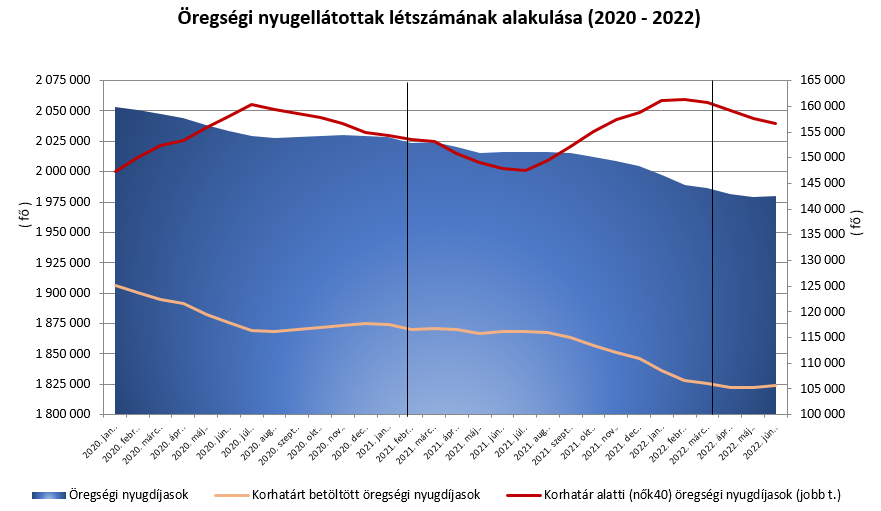 Öregségi nyugellátottak létszámának alakulása (2020 - 2022)
2 075 000
2 050 000
2 025 000
2 000 000
1 975 000
1 950 000
1 925 000
1 900 000
1 875 000
1 850 000
1 825 000
1 800 000
( fő )
165 000
160 000
155 000
150 000
145 000
140 000
135 000
130 000
125 000
120 000
115 000
110 000
105 000
100 000
( fő )
2020. jan..
2020. febr..
2020. márc..
2020. ápr..
2020. máj..
2020. jún..
2020. júl..
2020. aug..
2020. szept..
2020. okt..
2020. nov..
2020. dec..
2021. jan..
2021. febr..
2021. márc..
2021. ápr..
2021. máj..
2021. jún..
2021. júl..
2021. aug..
2021. szept..
2021. okt..
2021. nov..
2021. dec..
2022. jan..
2022. febr..
2022. márc..
2022. ápr..
2022. máj..
2022. jún..
Öregségi nyugdíjasok
Korhatárt betöltött öregségi nyugdíjasok
Korhatár alatti (nők40) öregségi nyugdíjasok (jobb t.)